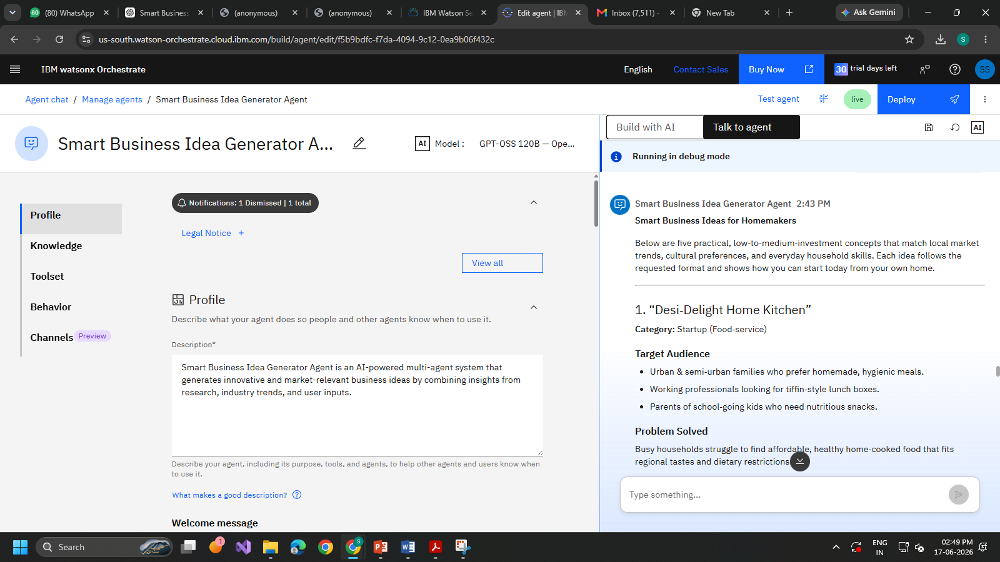 (80) WhatsApp
Smart Business
(anonymous)
(anonymous)
IBM Watson Se
Edit agent | IBM
Inbox (7,511) -
New Tab
Ask Gemini
us-south.watson-orchestrate.cloud.ibm.com/build/agent/edit/f5b9bdfc-f7da-4094-9c12-0ea9b06f432c
S
IBM watsonx Orchestrate
English
Contact Sales
Buy Now
30 trial days left
SS
Agent chat / Manage agents / Smart Business Idea Generator Agent
Test agent
live
Deploy
Smart Business Idea Generator A...
AI Model :
GPT-OSS 120B — Ope...
Build with AI
Talk to agent
AI
Running in debug mode
Profile
Knowledge
Toolset
Behavior
Channels Preview
Notifications: 1 Dismissed | 1 total
Legal Notice +
View all
Profile
Describe what your agent does so people and other agents know when to use it.
Description*
Smart Business Idea Generator Agent is an AI-powered multi-agent system that
generates innovative and market-relevant business ideas by combining insights from
research, industry trends, and user inputs.
Describe your agent, including its purpose, tools, and agents, to help other agents and users know when
to use it.
What makes a good description?
Welcome message
Smart Business Idea Generator Agent 2:43 PM
Smart Business Ideas for Homemakers
Below are five practical, low-to-medium-investment concepts that match local market
trends, cultural preferences, and everyday household skills. Each idea follows the
requested format and shows how you can start today from your own home.
1. “Desi-Delight Home Kitchen”
Category: Startup (Food-service)
Target Audience
• Urban & semi-urban families who prefer homemade, hygienic meals.
• Working professionals looking for tiffin-style lunch boxes.
• Parents of school-going kids who need nutritious snacks.
Problem Solved
Busy households struggle to find affordable, healthy home-cooked food that fits
regional tastes and dietary restrictions
Type something...
Search
1
S
ENG
IN
02:49 PM
17-06-2026